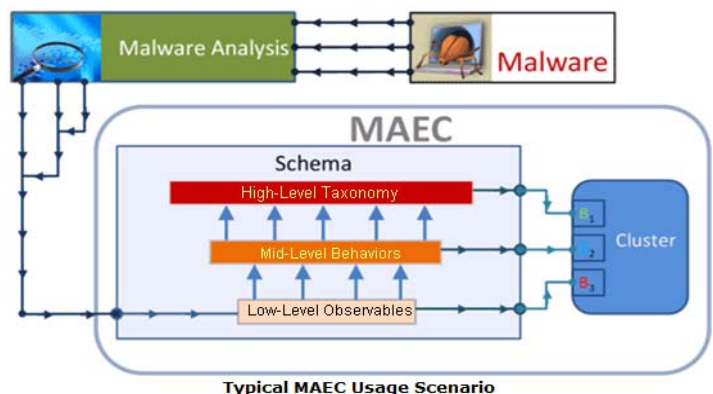 Malware Analysis
Malware
MAEC
Schema
High-Level Taxonomy
Mid-Level Behaviors
Low-Level Observables
B1
2
B3
Cluster
Typical MAEC Usage Scenario